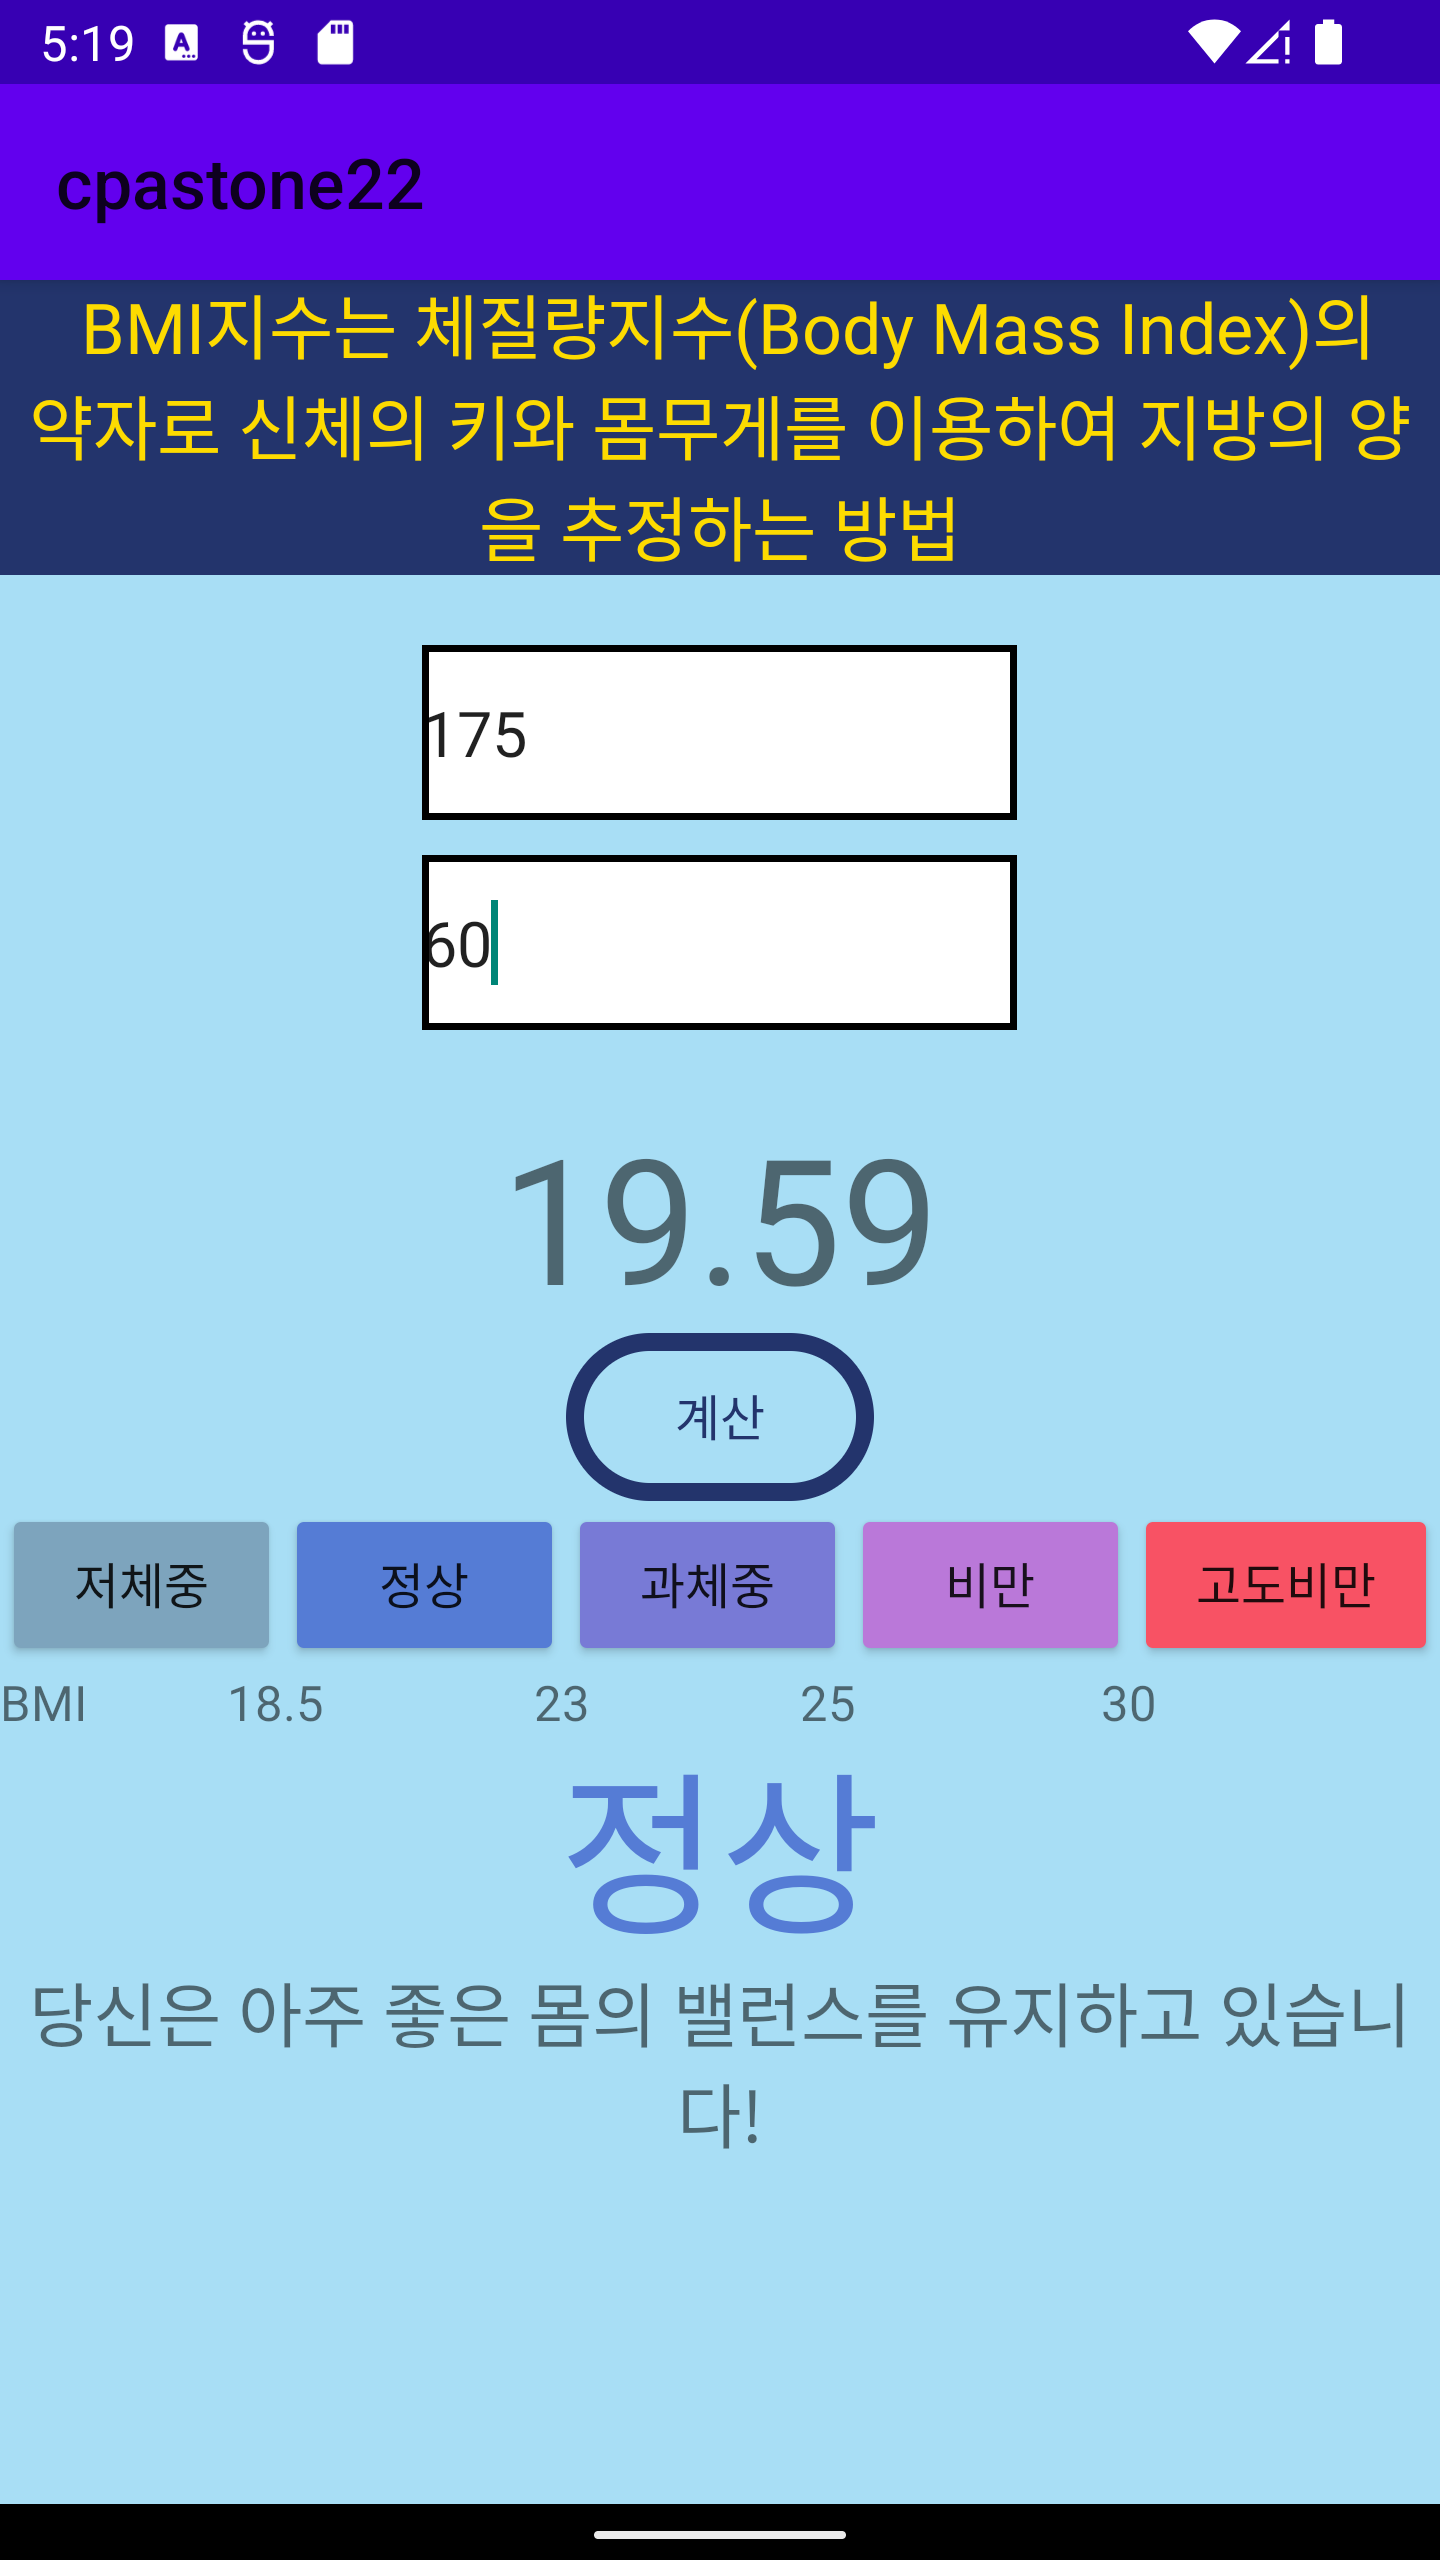 5:19
cpastone22
BMI지수는 체질량지수(Body Mass Index)의
약자로 신체의 키와 몸무게를 이용하여 지방의 양
을 추정하는 방법
175
60
19.59
계산
저체중 정상 과체중 비만 고도비만
BMI 18.5 23 25 30
정상
당신은 아주 좋은 몸의 밸런스를 유지하고 있습니
다!